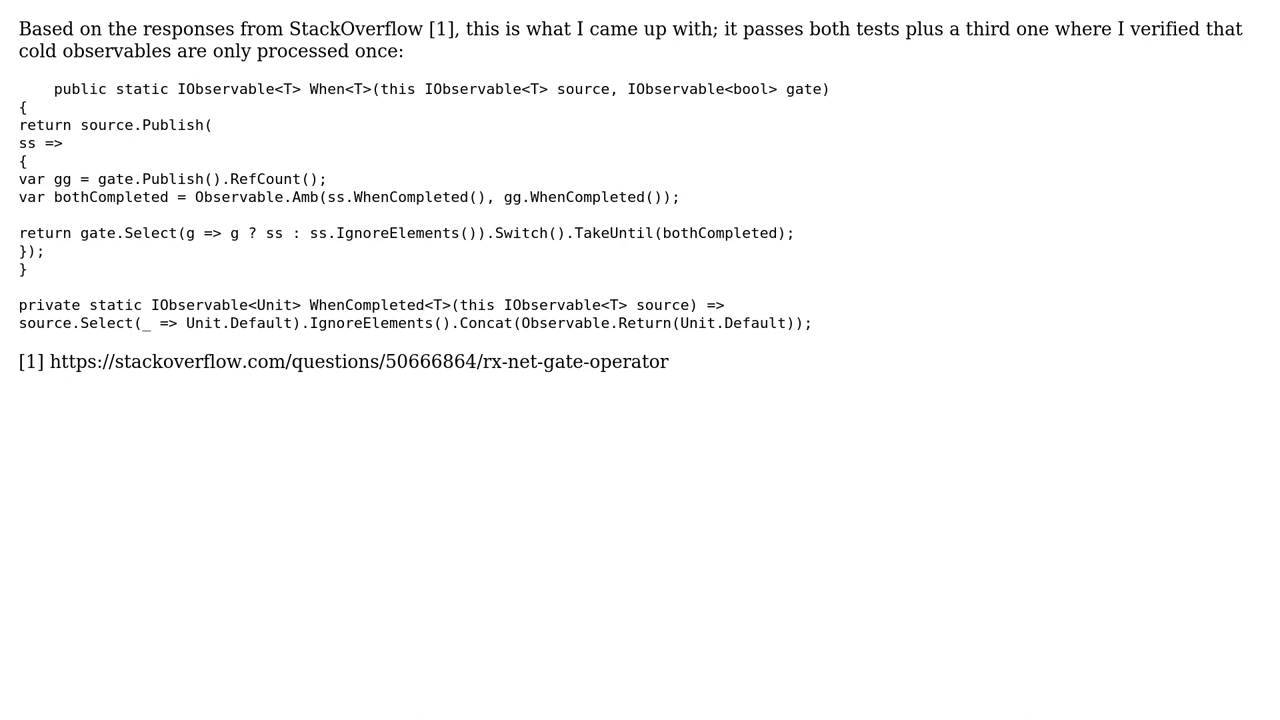 Based on the responses from StackOverflow [1], this is what I came up with; it passes both tests plus a third one where I verified that
cold observables are only processed once:
    public static IObservable<T> When<T>(this IObservable<T> source, IObservable<bool> gate)
{
return source.Publish(
ss =>
{
var gg = gate.Publish().RefCount();
var bothCompleted = Observable.Amb(ss.WhenCompleted(), gg.WhenCompleted());

return gate.Select(g => g ? ss : ss.IgnoreElements()).Switch().TakeUntil(bothCompleted);
});
}

private static IObservable<Unit> WhenCompleted<T>(this IObservable<T> source) =>
source.Select(_ => Unit.Default).IgnoreElements().Concat(Observable.Return(Unit.Default));
[1] https://stackoverflow.com/questions/50666864/rx-net-gate-operator